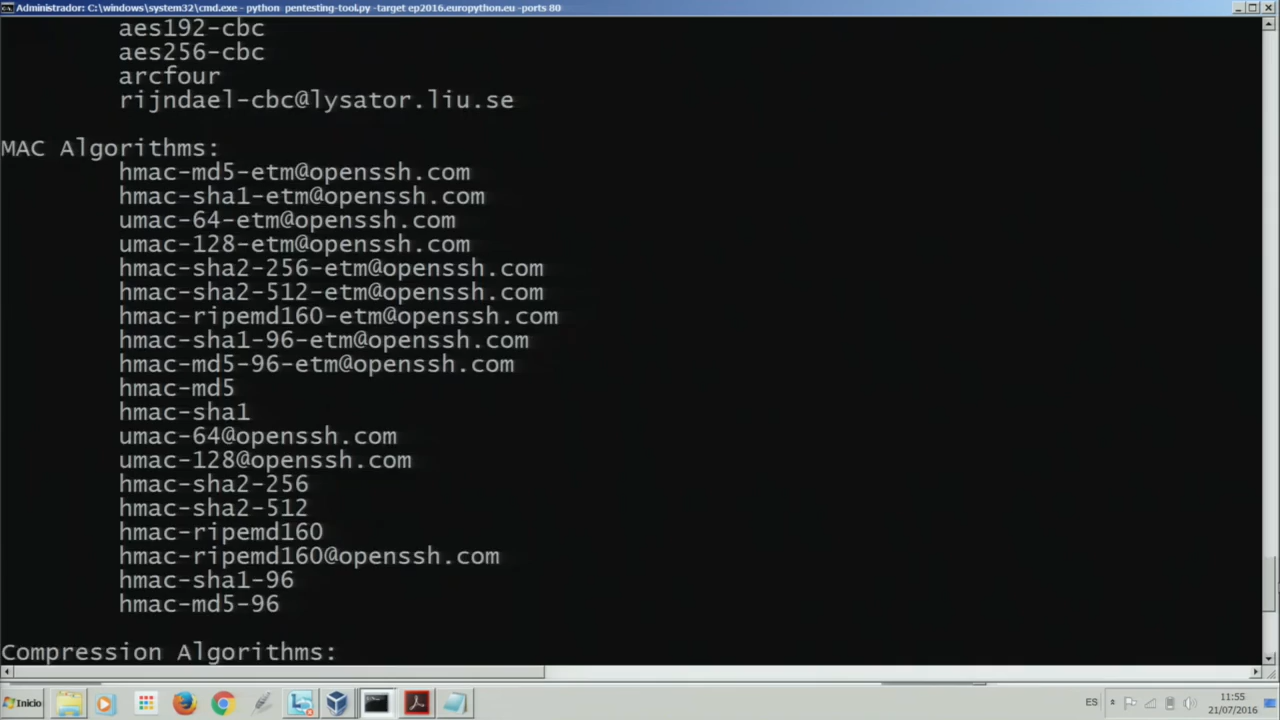 Administrador: C:\windows\system32\cmd.exe - python pentesting-tool.py -target ep2016.europython.eu -ports 80
aes192-cbc
aes256-cbc
arcfour
rijndael-cbc@lysator.liu.se
MAC Algorithms:
hmac-md5-etm@openssh.com
hmac-sha1-etm@openssh.com
umac-64-etm@openssh.com
umac-128-etm@openssh.com
hmac-sha2-256-etm@openssh.com
hmac-sha2-512-etm@openssh.com
hmac-ripemd160-etm@openssh.com
hmac-sha1-96-etm@openssh.com
hmac-md5-96-etm@openssh.com
hmac-md5
hmac-sha1
umac-64@openssh.com
umac-128@openssh.com
hmac-sha2-256
hmac-sha2-512
hmac-ripemd160
hmac-ripemd160@openssh.com
hmac-sha1-96
hmac-md5-96
Compression Algorithms:
Inicio
ES
11:55
21/07/2016